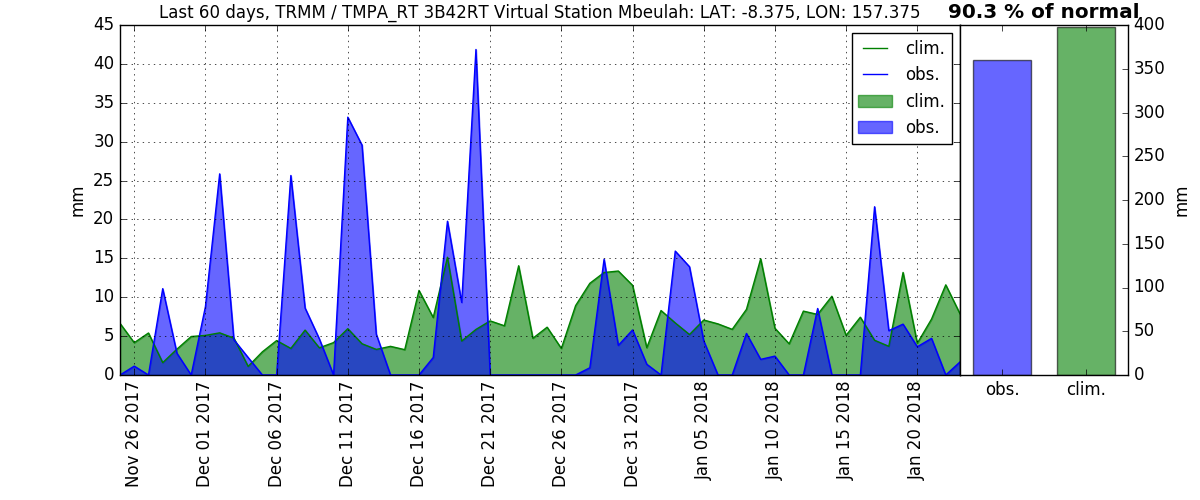 Last 60 days, TRMM / TMPA_RT 3B42RT Virtual Station Mbeulah: LAT: -8.375, LON: 157.375
90.3 % of normal
45
40
35
30
25
20
15
10
5
0
mm
clim.
obs.
clim.
obs.
Nov 26 2017
Dec 01 2017
Dec 06 2017
Dec 11 2017
Dec 16 2017
Dec 21 2017
Dec 26 2017
Dec 31 2017
Jan 05 2018
Jan 10 2018
Jan 15 2018
Jan 20 2018
400
350
300
250
200
150
100
50
0
mm
obs.
clim.